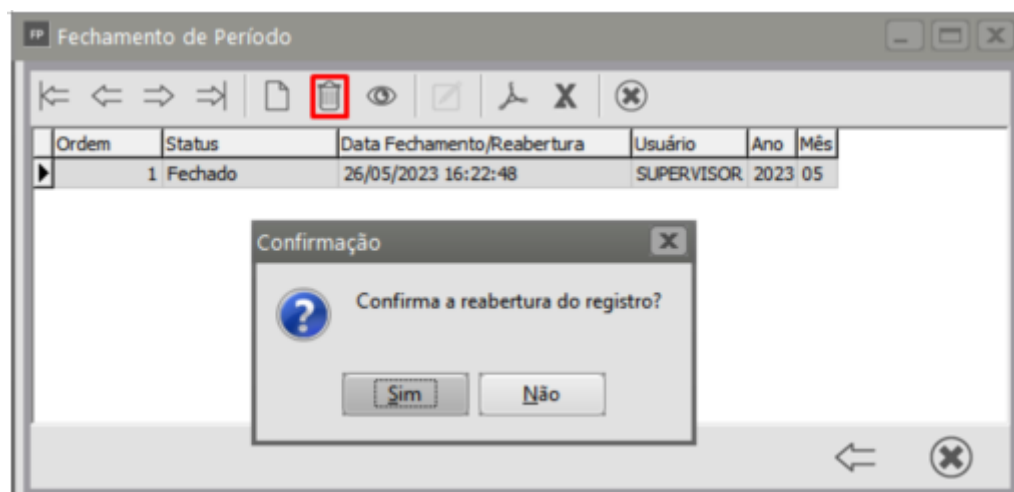 FP Fechamento de Período
X
Ordem Status Data Fechamento/Reabertura Usuário Ano Mês
1 Fechado 26/05/2023 16:22:48 SUPERVISOR 2023 05
Confirmação
? Confirma a reabertura do registro?
Sim Não